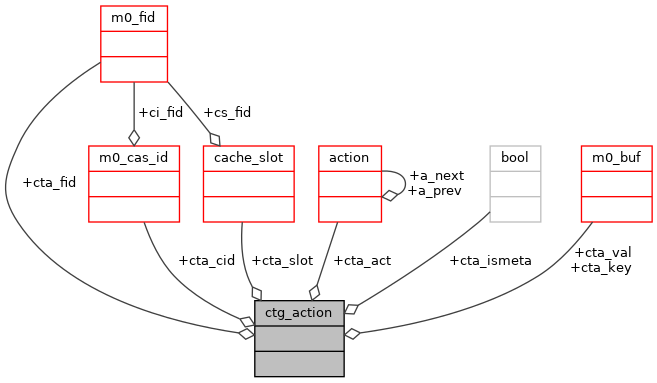 m0_fid
+ci_fid
+cs_fid
m0_cas_id
cache_slot
action
bool
m0_buf
+a_next
+a_prev
+cta_fid
+cta_cid
+cta_slot
+cta_act
+cta_ismeta
+cta_val
+cta_key
ctg_action